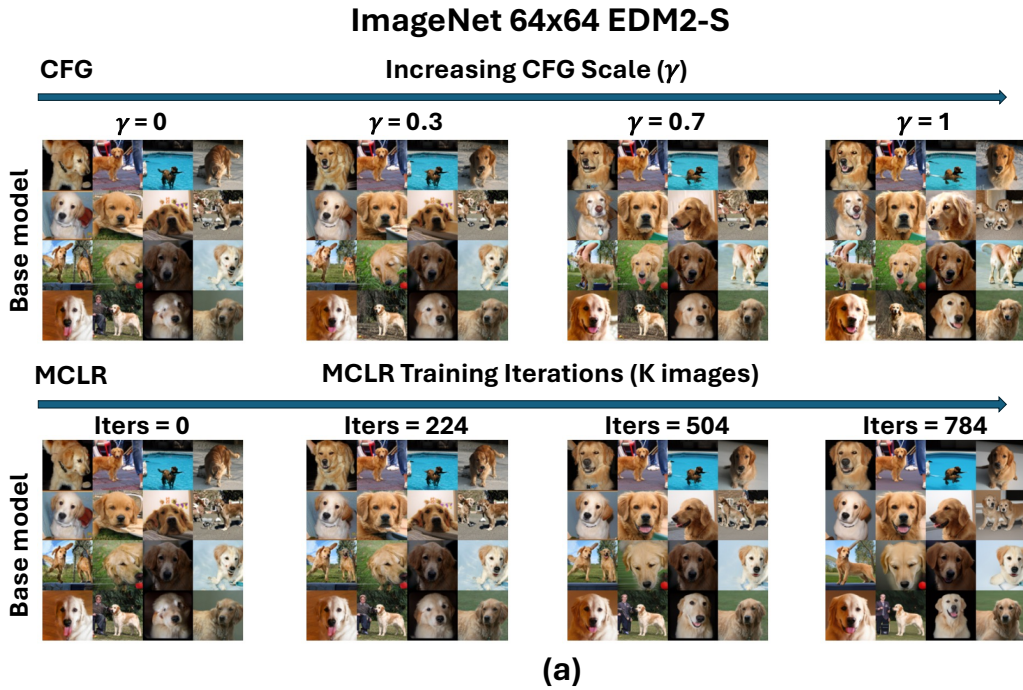 ImageNet 64x64 EDM2-S
CFG
Increasing CFG Scale (γ)
γ = 0
γ = 0.3
γ = 0.7
γ = 1
Base model
MCLR
MCLR Training Iterations (K images)
Iters = 0
Iters = 224
Iters = 504
Iters = 784
Base model
(a)